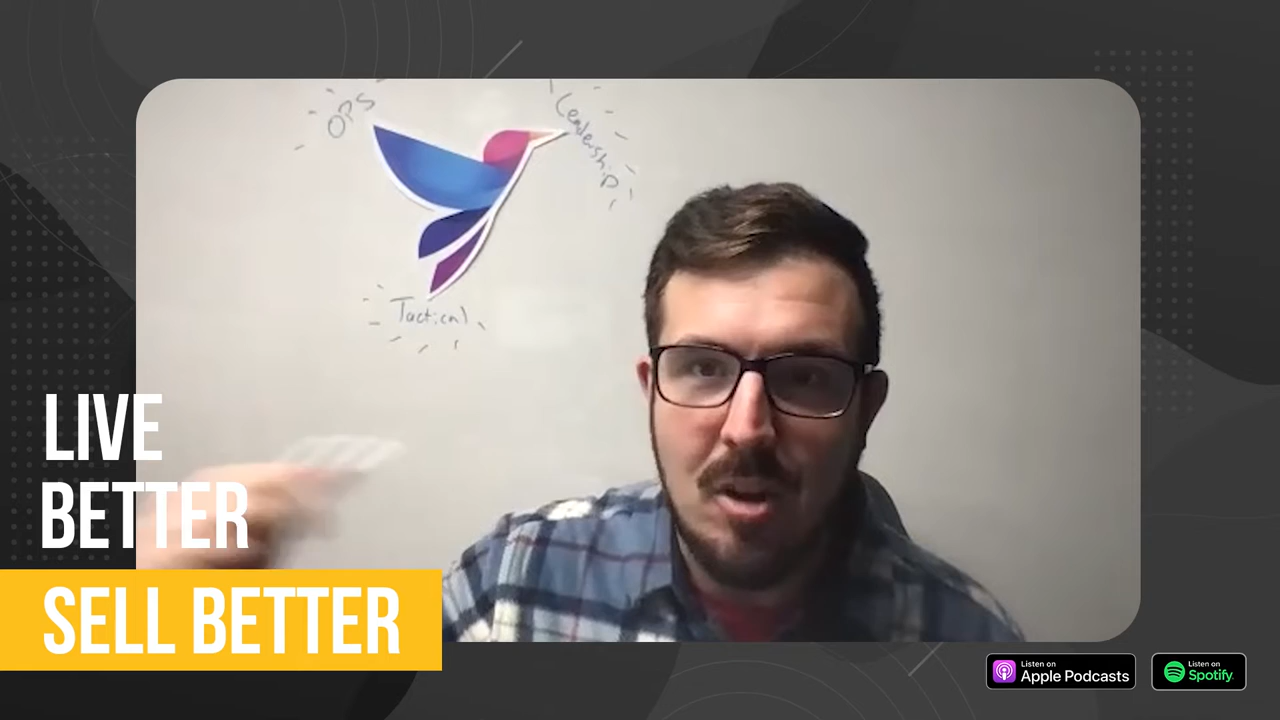 OPS
Leadership
Tactical
LIVE
BETTER
SELL BETTER
Listen on
Apple Podcasts
Listen on
Spotify